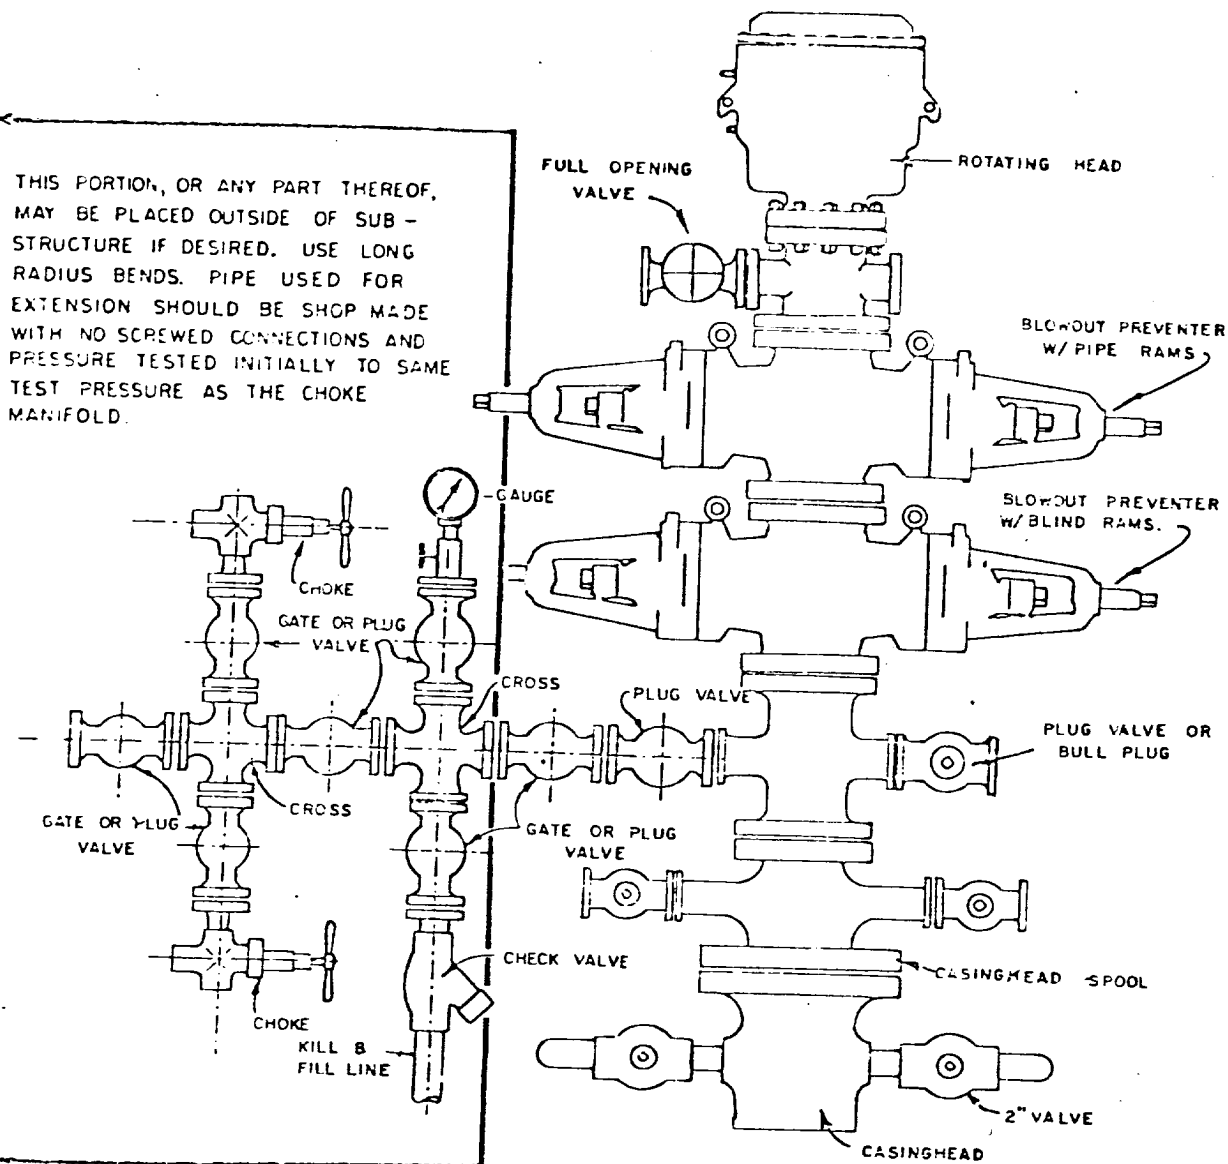 THIS PORTION, OR ANY PART THEREOF,
MAY BE PLACED OUTSIDE OF SUB-
STRUCTURE IF DESIRED. USE LONG
RADIUS BENDS. PIPE USED FOR
EXTENSION SHOULD BE SHOP MADE
WITH NO SCREWED CONNECTIONS AND
PRESSURE TESTED INITIALLY TO SAME
TEST PRESSURE AS THE CHOKE
MANIFOLD.
FULL OPENING
VALVE
ROTATING HEAD
BLOWOUT PREVENTER
W/PIPE RAMS
BLOWOUT PREVENTER
W/BLIND RAMS.
GAUGE
CHOKE
GATE OR PLUG
VALVE
CROSS
PLUG VALVE
PLUG VALVE OR
BULL PLUG
CROSS
GATE OR PLUG
VALVE
GATE OR PLUG
VALVE
CHECK VALVE
CASINGHEAD SPOOL
CHOKE
KILL &
FILL LINE
2" VALVE
CASINGHEAD